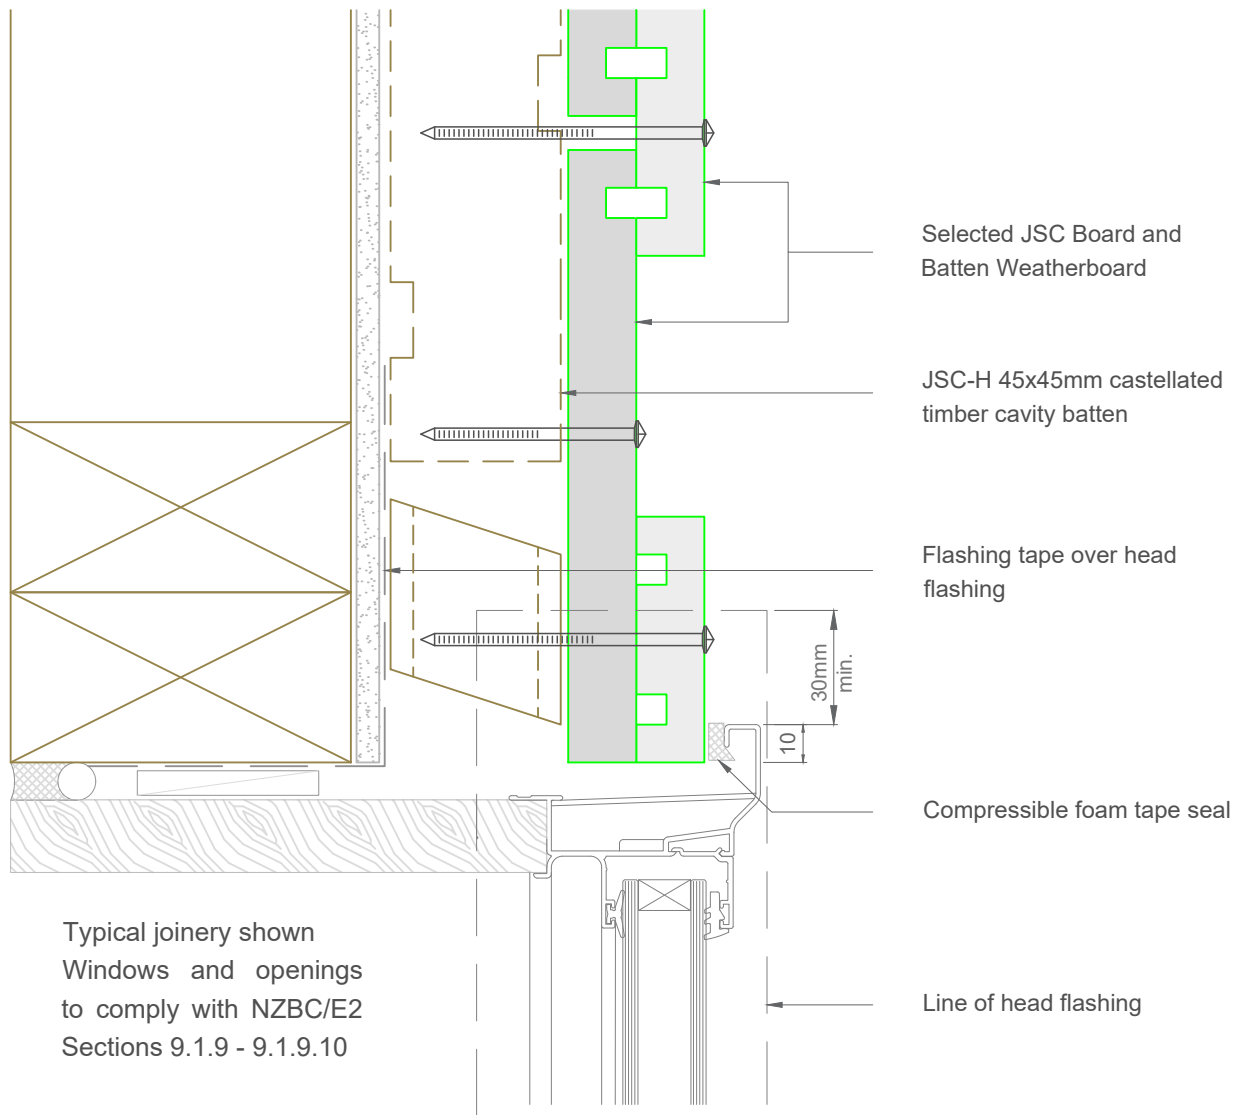 Selected JSC Board and
Batten Weatherboard
JSC-H 45x45mm castellated
timber cavity batten
Flashing tape over head
flashing
30mm
min.
10
Compressible foam tape seal
Typical joinery shown
Windows and openings
to comply with NZBC/E2
Sections 9.1.9 - 9.1.9.10
Line of head flashing